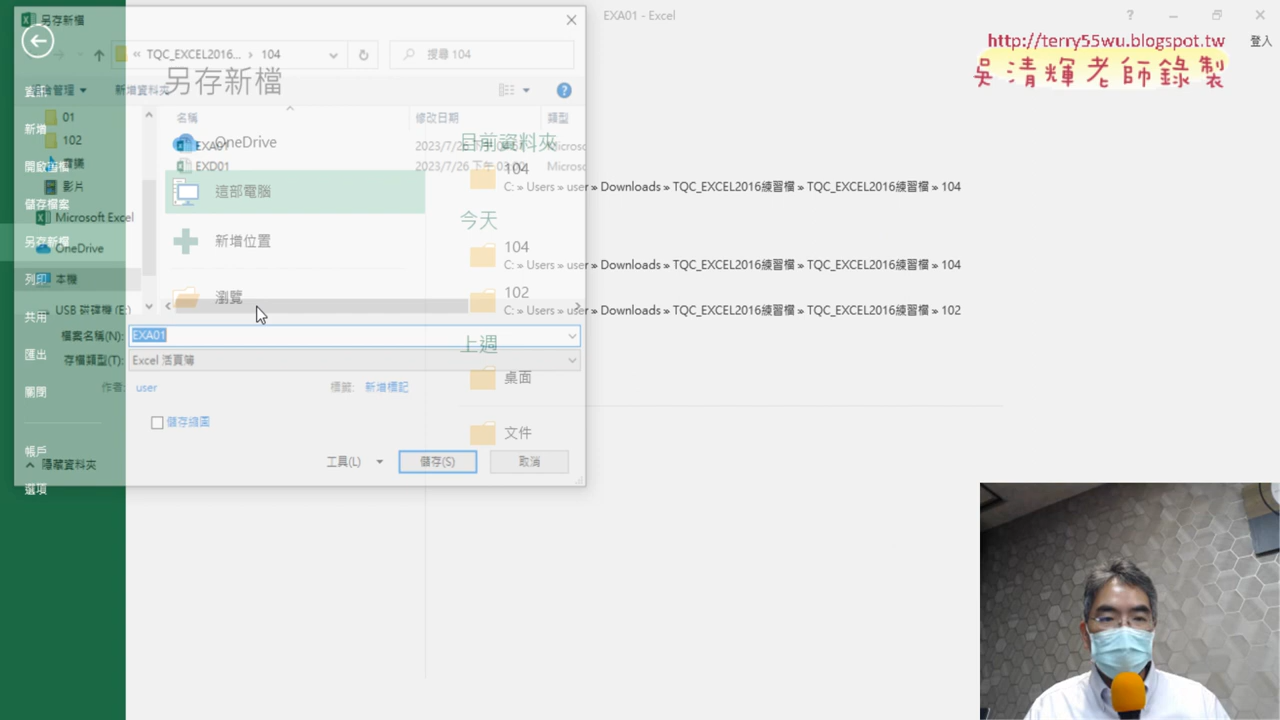 另存新檔
EXA01 - Excel
登入
http://terry55wu.blogspot.tw
吳清輝老師錄製
« TQC_EXCEL2016... › 104
搜尋 104
另存新檔
資訊
新增資料夾
名稱
修改日期
類型
01
102
新增
OneDrive
目前資料夾
EXD01
104
C: » Users » user » Downloads » TQC_EXCEL2016練習檔 » TQC_EXCEL2016練習檔 » 104
影片
這部電腦
今天
Microsoft Excel
新增位置
104
C: » Users » user » Downloads » TQC_EXCEL2016練習檔 » TQC_EXCEL2016練習檔 » 104
另存新檔
OneDrive
列印
本機
瀏覽
102
C: » Users » user » Downloads » TQC_EXCEL2016練習檔 » TQC_EXCEL2016練習檔 » 102
USB 磁碟機 (E:)
共用
檔案名稱(N):
EXA01
上週
匯出
存檔類型(T):
Excel 活頁簿
桌面
關閉
作者:
user
標籤:
新增標記
儲存縮圖
文件
帳戶
隱藏資料夾
工具(L)
儲存(S)
取消
選項